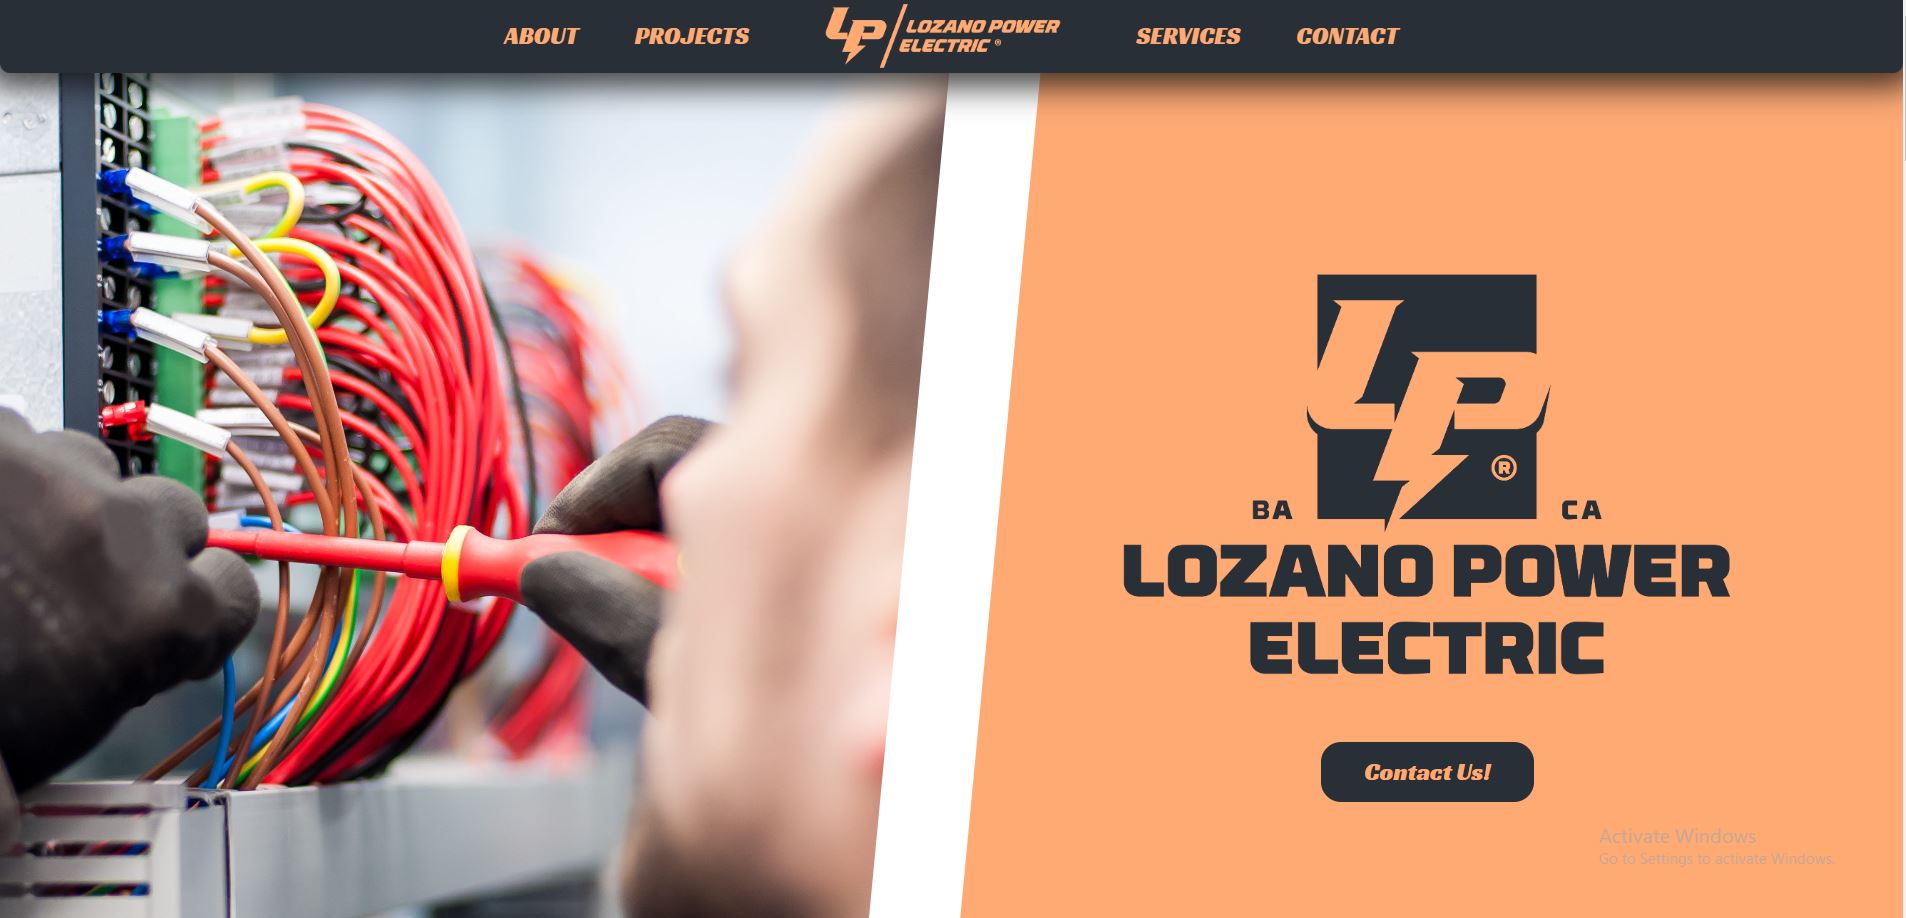 ABOUT
PROJECTS
LP
LOZANO POWER
ELECTRIC ®
SERVICES
CONTACT
LP
®
BA
CA
LOZANO POWER
ELECTRIC
Contact Us!
Activate Windows
Go to Settings to activate Windows.